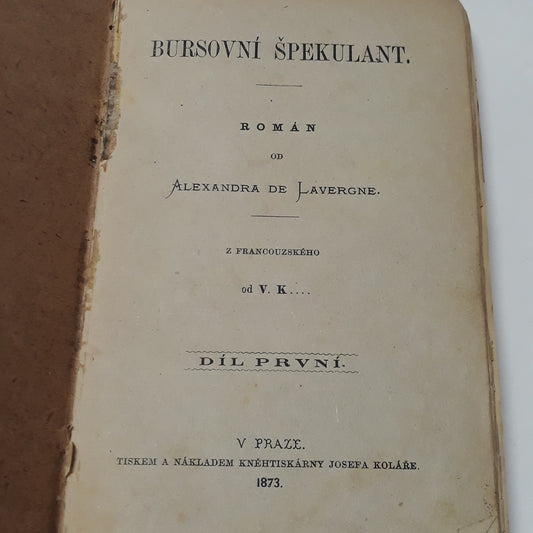 BURSOVNÍ ŠPEKULANT.
ROMÁN
OD
ALEXANDRA DE LAVERGNE.
Z FRANCOUZSKÉHO
od V. K....
DÍL PRVNÍ.
V PRAZE.
TISKEM A NÁKLADEM KNĚHTISKÁRNY JOSEFA KOLÁŘE.
1873.